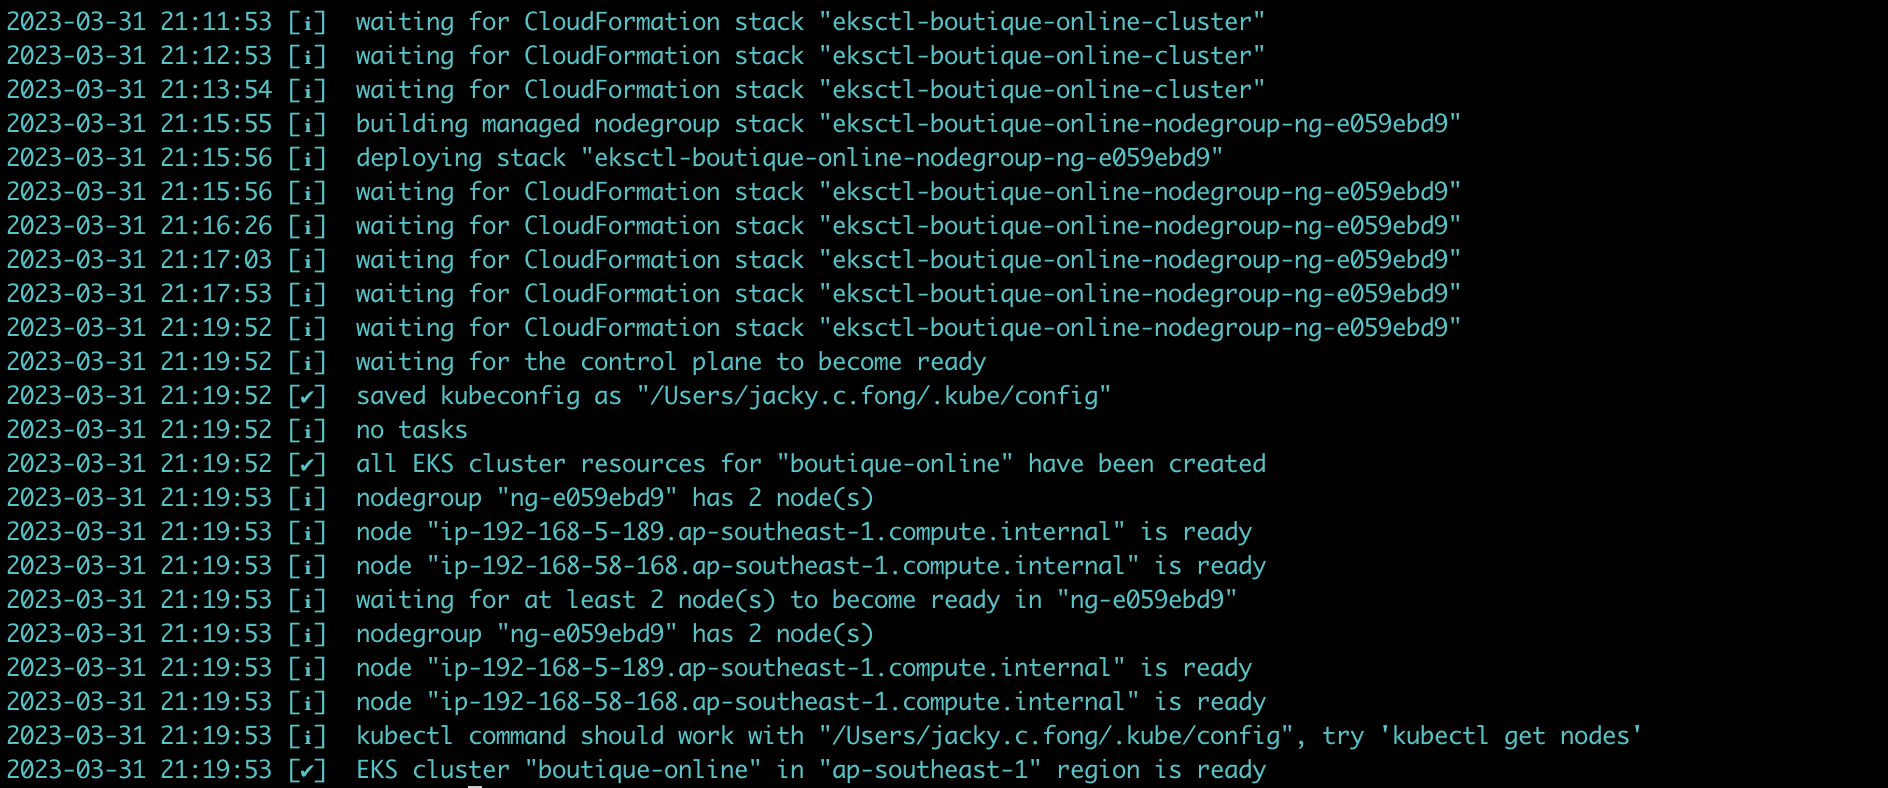 2023-03-31 21:11:53 [ℹ]  waiting for CloudFormation stack "eksctl-boutique-online-cluster"
2023-03-31 21:12:53 [ℹ]  waiting for CloudFormation stack "eksctl-boutique-online-cluster"
2023-03-31 21:13:54 [ℹ]  waiting for CloudFormation stack "eksctl-boutique-online-cluster"
2023-03-31 21:15:55 [ℹ]  building managed nodegroup stack "eksctl-boutique-online-nodegroup-ng-e059ebd9"
2023-03-31 21:15:56 [ℹ]  deploying stack "eksctl-boutique-online-nodegroup-ng-e059ebd9"
2023-03-31 21:15:56 [ℹ]  waiting for CloudFormation stack "eksctl-boutique-online-nodegroup-ng-e059ebd9"
2023-03-31 21:16:26 [ℹ]  waiting for CloudFormation stack "eksctl-boutique-online-nodegroup-ng-e059ebd9"
2023-03-31 21:17:03 [ℹ]  waiting for CloudFormation stack "eksctl-boutique-online-nodegroup-ng-e059ebd9"
2023-03-31 21:17:53 [ℹ]  waiting for CloudFormation stack "eksctl-boutique-online-nodegroup-ng-e059ebd9"
2023-03-31 21:19:52 [ℹ]  waiting for CloudFormation stack "eksctl-boutique-online-nodegroup-ng-e059ebd9"
2023-03-31 21:19:52 [ℹ]  waiting for the control plane to become ready
2023-03-31 21:19:52 [✔]  saved kubeconfig as "/Users/jacky.c.fong/.kube/config"
2023-03-31 21:19:52 [ℹ]  no tasks
2023-03-31 21:19:52 [✔]  all EKS cluster resources for "boutique-online" have been created
2023-03-31 21:19:53 [ℹ]  nodegroup "ng-e059ebd9" has 2 node(s)
2023-03-31 21:19:53 [ℹ]  node "ip-192-168-5-189.ap-southeast-1.compute.internal" is ready
2023-03-31 21:19:53 [ℹ]  node "ip-192-168-58-168.ap-southeast-1.compute.internal" is ready
2023-03-31 21:19:53 [ℹ]  waiting for at least 2 node(s) to become ready in "ng-e059ebd9"
2023-03-31 21:19:53 [ℹ]  nodegroup "ng-e059ebd9" has 2 node(s)
2023-03-31 21:19:53 [ℹ]  node "ip-192-168-5-189.ap-southeast-1.compute.internal" is ready
2023-03-31 21:19:53 [ℹ]  node "ip-192-168-58-168.ap-southeast-1.compute.internal" is ready
2023-03-31 21:19:53 [ℹ]  kubectl command should work with "/Users/jacky.c.fong/.kube/config", try 'kubectl get nodes'
2023-03-31 21:19:53 [✔]  EKS cluster "boutique-online" in "ap-southeast-1" region is ready